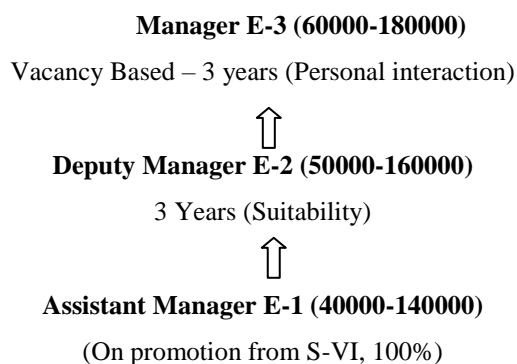 Manager E-3 (60000-180000)
Vacancy Based – 3 years (Personal interaction)
Deputy Manager E-2 (50000-160000)
3 Years (Suitability)
Assistant Manager E-1 (40000-140000)
(On promotion from S-VI, 100%)